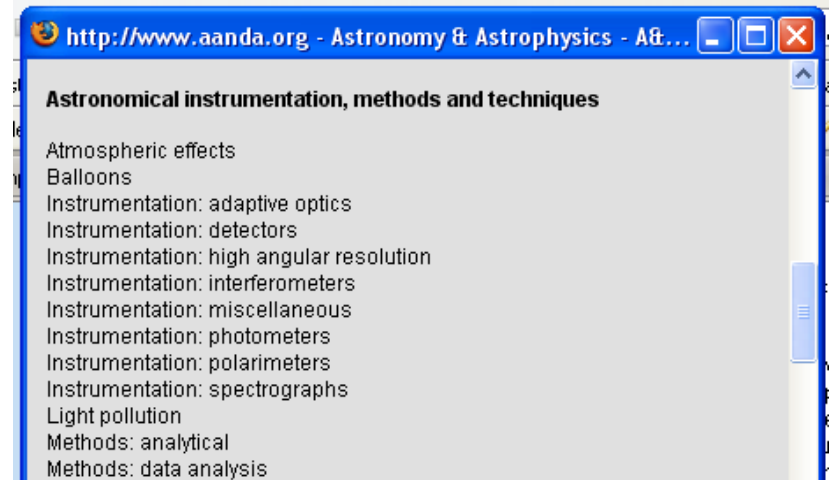 http://www.aanda.org - Astronomy & Astrophysics - A&...
Astronomical instrumentation, methods and techniques
Atmospheric effects
Balloons
Instrumentation: adaptive optics
Instrumentation: detectors
Instrumentation: high angular resolution
Instrumentation: interferometers
Instrumentation: miscellaneous
Instrumentation: photometers
Instrumentation: polarimeters
Instrumentation: spectrographs
Light pollution
Methods: analytical
Methods: data analysis